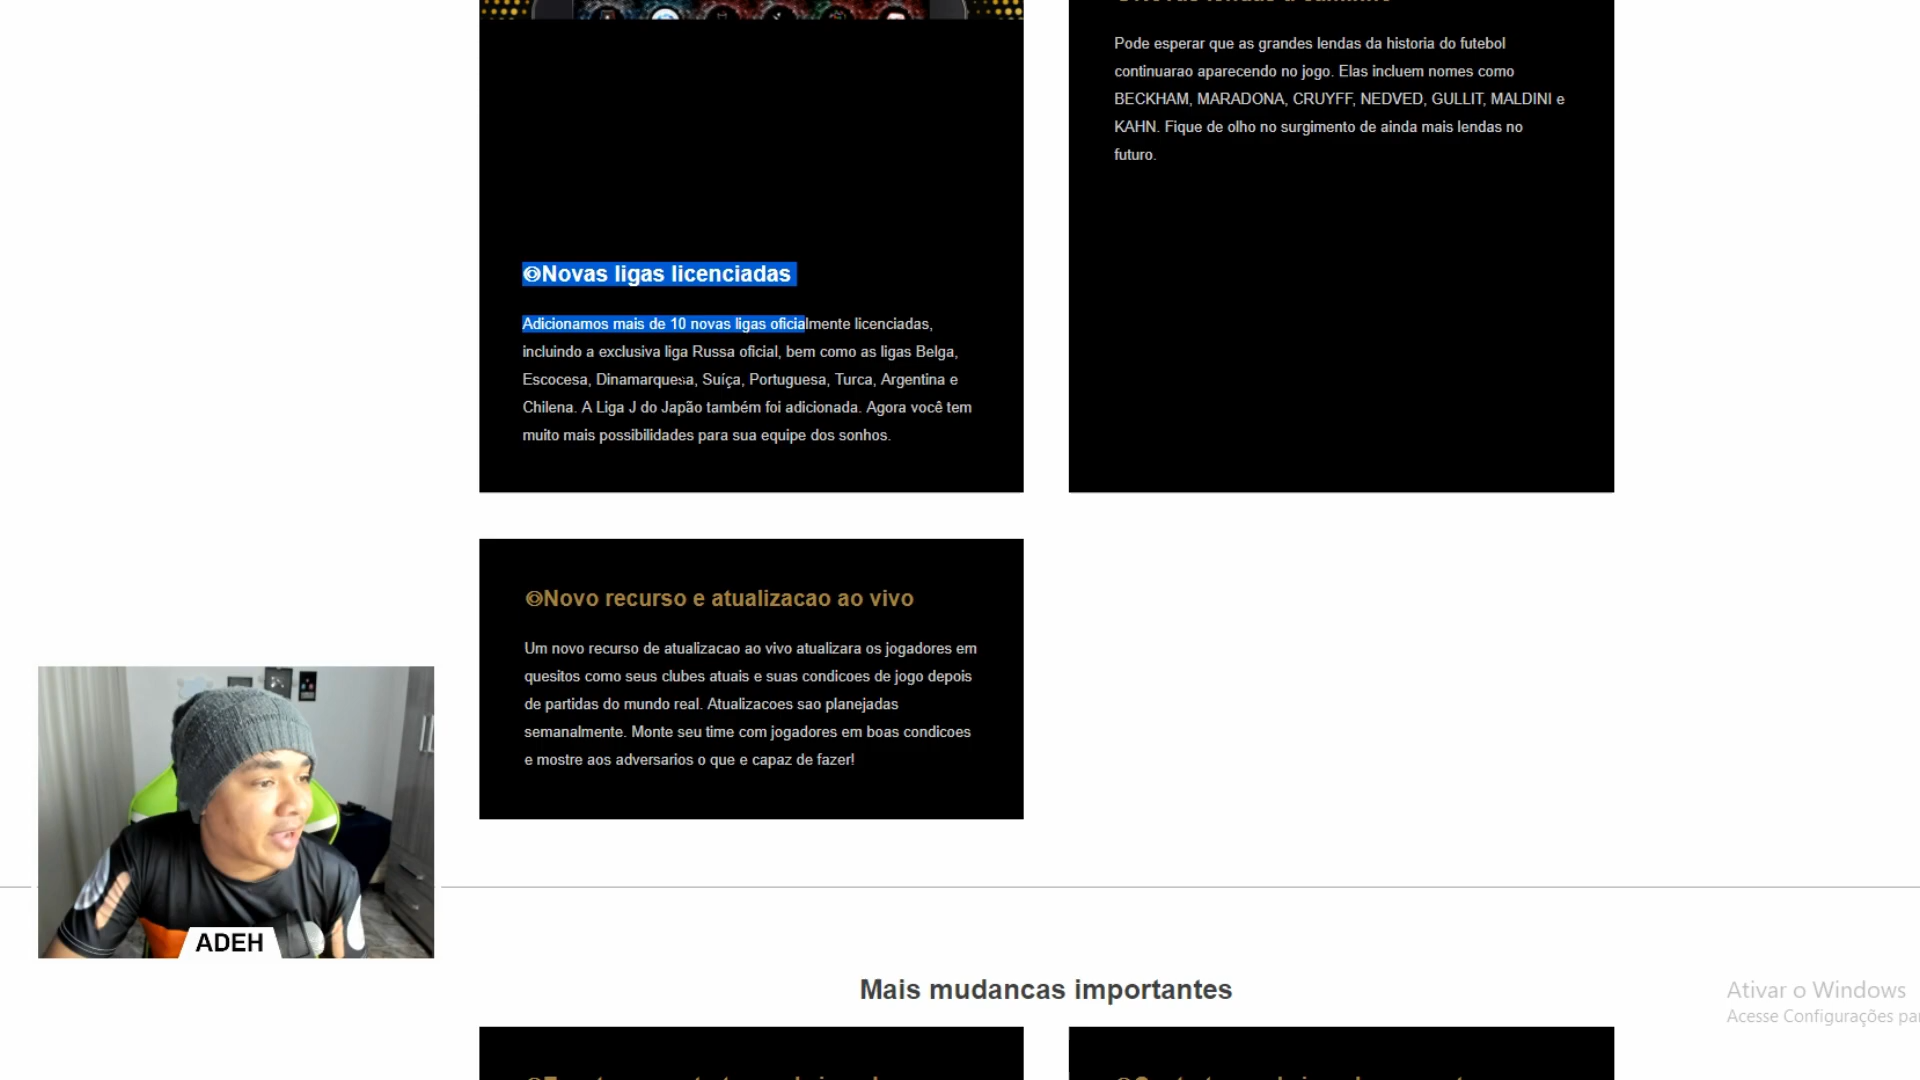 Novas ligas licenciadas
Adicionamos mais de 10 novas ligas oficialmente licenciadas,
incluindo a exclusiva liga Russa oficial, bem como as ligas Belga,
Escocesa, Dinamarquesa, Suíça, Portuguesa, Turca, Argentina e
Chilena. A Liga J do Japão também foi adicionada. Agora você tem
muito mais possibilidades para sua equipe dos sonhos.
Pode esperar que as grandes lendas da historia do futebol
continuarao aparecendo no jogo. Elas incluem nomes como
BECKHAM, MARADONA, CRUYFF, NEDVED, GULLIT, MALDINI e
KAHN. Fique de olho no surgimento de ainda mais lendas no
futuro.
Novo recurso e atualizacao ao vivo
Um novo recurso de atualizacao ao vivo atualizara os jogadores em
quesitos como seus clubes atuais e suas condicoes de jogo depois
de partidas do mundo real. Atualizacoes sao planejadas
semanalmente. Monte seu time com jogadores em boas condicoes
e mostre aos adversarios o que e capaz de fazer!
ADEH
Mais mudancas importantes
Ativar o Windows
Acesse Configurações